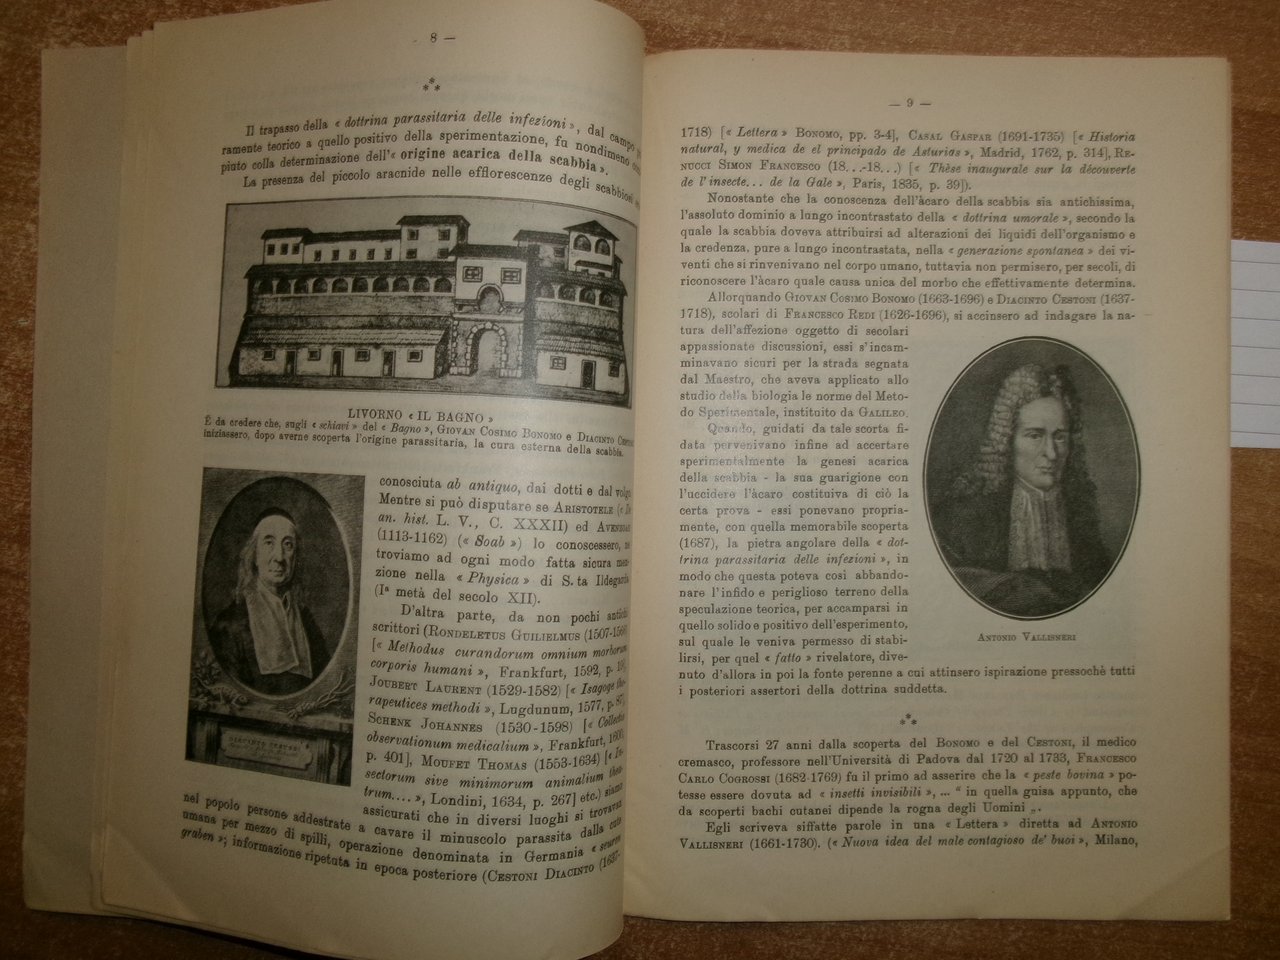 8 —
***
Il trapasso della « dottrina parassitaria delle infezioni », dal campo
ramente teorico a quello positivo della sperimentazione, fu nondimeno
piuto colla determinazione dell'« origine acarica della scabbia ».
La presenza del piccolo aracnide nelle efflorescenze degli scabbiosi
LIVORNO « IL BAGNO »
È da credere che, sugli « schiavi » del « Bagno », GIOVAN COSIMO BONOMO e DIACINTO
iniziassero, dopo averne scoperta l'origine parassitaria, la cura esterna della scabbia.
conosciuta ab antiquo, dai dotti e dal volgo.
Mentre si può disputare se ARISTOTELE («
an. hist. L. V., C. XXXII) ed
(1113-1162) (« Soab ») lo conoscessero,
troviamo ad ogni modo fatta sicura men-
zione nella « Physica » di S.ta Ildegarda
(Iª metà del secolo XII).
D'altra parte, da non pochi antichi
scrittori (RONDELETUS GUILIELMUS (1507-
[« Methodus curandorum omnium morborum
corporis humani », Frankfurt, 1592, p.
JOUBERT LAURENT (1529-1582) [« Isagoge the-
rapeutices methodi », Lugdunum, 1577, p.
SCHENK JOHANNES (1530-1598) [« Collectio
observationum medicalium », Frankfurt, 1600,
p. 401], MOUFET THOMAS (1553-1634) [« In-
sectorum sive minimorum animalium thea-
trum.... », Londini, 1634, p. 267] etc.) siamo
assicurati che in diversi luoghi si trovavan
nel popolo persone addestrate a cavare il minuscolo parassita dalla cute
umana per mezzo di spilli, operazione denominata in Germania « seuren
graben »; informazione ripetuta in epoca posteriore (CESTONI DIACINTO (1637-
— 9 —
1718) [« Lettera » BONOMO, pp. 3-4], CASAL GASPAR (1691-1735) [« Historia
natural, y medica de el principado de Asturias », Madrid, 1762, p. 314], RE-
NUCCI SIMON FRANCESCO (18...-18...) [« Thèse inaugurale sur la découverte
de l'insecte... de la Gale », Paris, 1835, p. 39]).
Nonostante che la conoscenza dell'àcaro della scabbia sia antichissima,
l'assoluto dominio a lungo incontrastato della « dottrina umorale », secondo la
quale la scabbia doveva attribuirsi ad alterazioni dei liquidi dell'organismo e
la credenza, pure a lungo incontrastata, nella « generazione spontanea » dei vi-
venti che si rinvenivano nel corpo umano, tuttavia non permisero, per secoli, di
riconoscere l'àcaro quale causa unica del morbo che effettivamente determina.
Allorquando GIOVAN COSIMO BONOMO (1663-1696) e DIACINTO CESTONI (1637-
1718), scolari di FRANCESCO REDI (1626-1696), si accinsero ad indagare la na-
tura dell'affezione oggetto di secolari
appassionate discussioni, essi s'incam-
minavano sicuri per la strada segnata
dal Maestro, che aveva applicato allo
studio della biologia le norme del Meto-
do Sperimentale, instituito da GALILEO.
Quando, guidati da tale scorta fi-
data pervenivano infine ad accertare
sperimentalmente la genesi acarica
della scabbia - la sua guarigione con
l'uccidere l'àcaro costituiva di ciò la
certa prova - essi ponevano propria-
mente, con quella memorabile scoperta
(1687), la pietra angolare della « dot-
trina parassitaria delle infezioni », in
modo che questa poteva così abbando-
nare l'infido e periglioso terreno della
speculazione teorica, per accamparsi in
quello solido e positivo dell'esperimento,
sul quale le veniva permesso di stabi-
lirsi, per quel « fatto » rivelatore, dive-
nuto d'allora in poi la fonte perenne a cui attinsero ispirazione pressochè tutti
i posteriori assertori della dottrina suddetta.
ANTONIO VALLISNERI
***
Trascorsi 27 anni dalla scoperta del BONOMO e del CESTONI, il medico
cremasco, professore nell'Università di Padova dal 1720 al 1733, FRANCESCO
CARLO COGROSSI (1682-1769) fu il primo ad asserire che la « peste bovina » po-
tesse essere dovuta ad « insetti invisibili », ... “ in quella guisa appunto, che
da scoperti bachi cutanei dipende la rogna degli Uomini „.
Egli scriveva siffatte parole in una « Lettera » diretta ad ANTONIO
VALLISNERI (1661-1730). (« Nuova idea del male contagioso de' buoi », Milano,